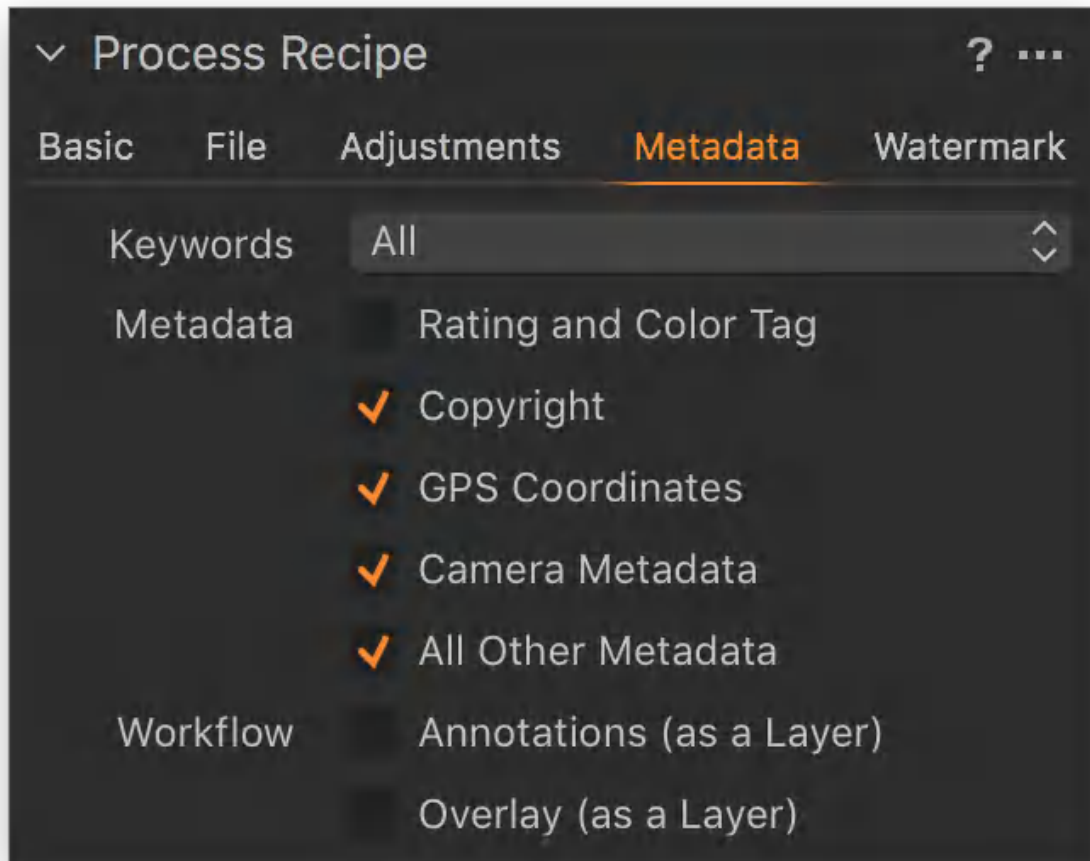 Process Recipe ? ...
Basic File Adjustments Metadata Watermark
Keywords All
Metadata Rating and Color Tag
Copyright
GPS Coordinates
Camera Metadata
All Other Metadata
Workflow Annotations (as a Layer)
Overlay (as a Layer)